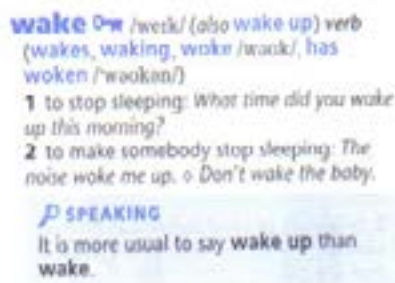 wake /weɪk/ (also wake up) verb
(wakes, waking, woke /wəʊk/, has
woken /ˈwəʊkən/)
1 to stop sleeping: What time did you wake
up this morning?
2 to make somebody stop sleeping: The
noise woke me up. ◊ Don't wake the baby.
SPEAKING
It is more usual to say wake up than
wake.